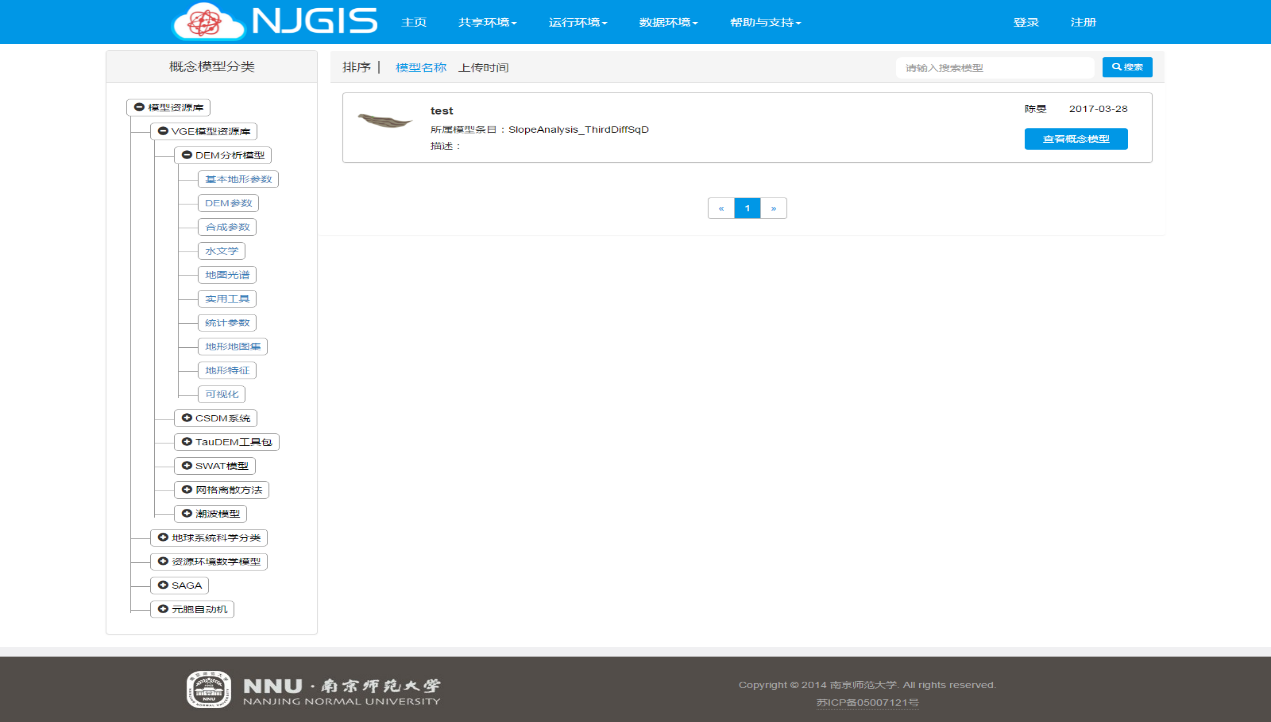 NJGIS 主页 共享环境 运行环境 数据环境 帮助与支持 登录 注册
概念模型分类
模型资源库
VGE模型资源库
DEM分析模型
基本地形参数
DEM参数
合成参数
水文学
地图光谱
实用工具
统计参数
地形地图集
地形特征
可视化
CSDM系统
TauDEM工具包
SWAT模型
网格离散方法
潮波模型
地球系统科学分类
资源环境数学模型
SAGA
元胞自动机
排序 | 模型名称 上传时间 请输入搜索模型 搜索
test 陈旻 2017-03-28
所属模型条目：SlopeAnalysis_ThirdDiffSqD
描述： 查看概念模型
« 1 »
NNU·南京师范大学
NANJING NORMAL UNIVERSITY
Copyright © 2014 南京师范大学. All rights reserved.
苏ICP备05007121号